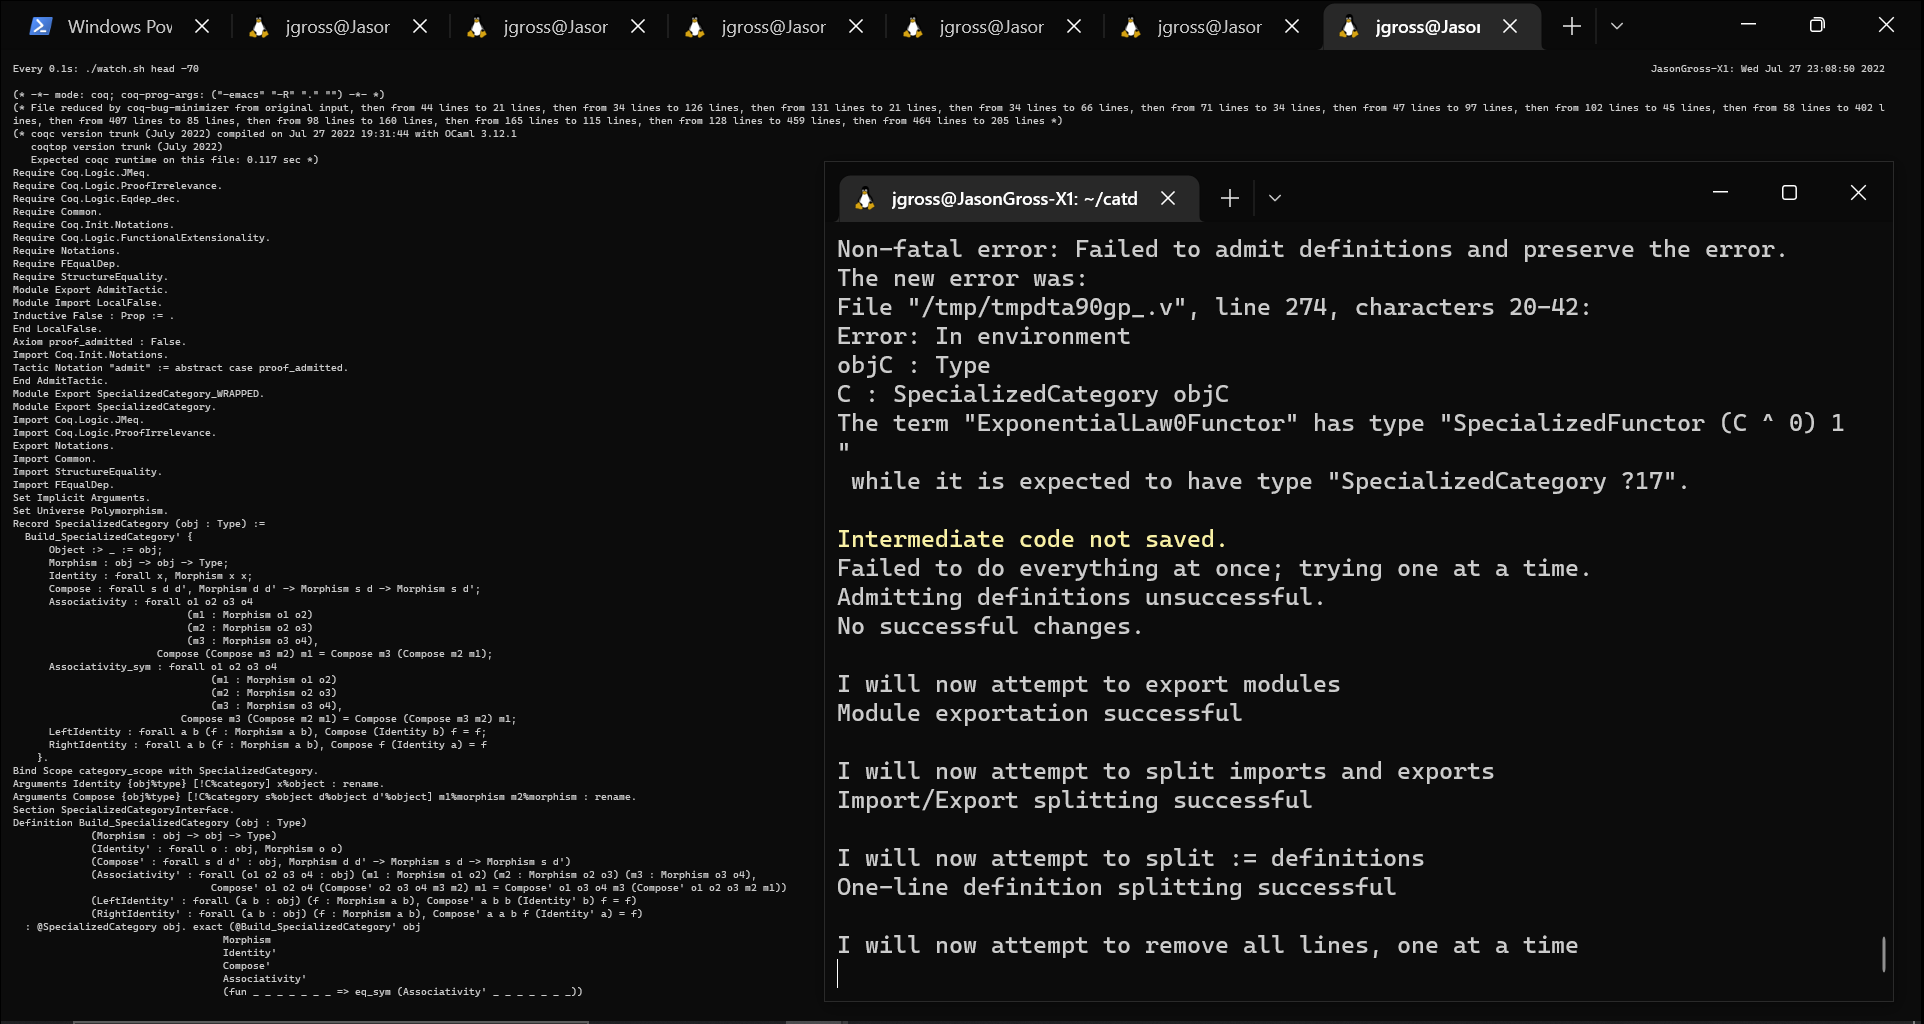 Windows Pov
jgross@Jasor
jgross@Jasor
jgross@Jasor
jgross@Jasor
jgross@Jasor
jgross@Jasor
Every 0.1s: ./watch.sh head -70
JasonGross-X1: Wed Jul 27 23:08:50 2022
(* -*- mode: coq; coq-prog-args: ("-emacs" "-R" "." "") -*- *)
(* File reduced by coq-bug-minimizer from original input, then from 44 lines to 21 lines, then from 34 lines to 126 lines, then from 131 lines to 21 lines, then from 34 lines to 66 lines, then from 71 lines to 34 lines, then from 47 lines to 97 lines, then from 102 lines to 45 lines, then from 58 lines to 402 l
ines, then from 407 lines to 85 lines, then from 98 lines to 160 lines, then from 165 lines to 115 lines, then from 128 lines to 459 lines, then from 464 lines to 205 lines *)
(* coqc version trunk (July 2022) compiled on Jul 27 2022 19:31:44 with OCaml 3.12.1
   coqtop version trunk (July 2022)
   Expected coqc runtime on this file: 0.117 sec *)
Require Coq.Logic.JMeq.
Require Coq.Logic.ProofIrrelevance.
Require Coq.Logic.Eqdep_dec.
Require Common.
Require Coq.Init.Notations.
Require Coq.Logic.FunctionalExtensionality.
Require Notations.
Require FEqualDep.
Require StructureEquality.
Module Export AdmitTactic.
Module Import LocalFalse.
Inductive False : Prop := .
End LocalFalse.
Axiom proof_admitted : False.
Import Coq.Init.Notations.
Tactic Notation "admit" := abstract case proof_admitted.
End AdmitTactic.
Module Export SpecializedCategory_WRAPPED.
Module Export SpecializedCategory.
Import Coq.Logic.JMeq.
Import Coq.Logic.ProofIrrelevance.
Export Notations.
Import Common.
Import StructureEquality.
Import FEqualDep.
Set Implicit Arguments.
Set Universe Polymorphism.
Record SpecializedCategory (obj : Type) :=
  Build_SpecializedCategory' {
      Object :> _ := obj;
      Morphism : obj -> obj -> Type;
      Identity : forall x, Morphism x x;
      Compose : forall s d d', Morphism d d' -> Morphism s d -> Morphism s d';
      Associativity : forall o1 o2 o3 o4
                             (m1 : Morphism o1 o2)
                             (m2 : Morphism o2 o3)
                             (m3 : Morphism o3 o4),
                        Compose (Compose m3 m2) m1 = Compose m3 (Compose m2 m1);
      Associativity_sym : forall o1 o2 o3 o4
                                 (m1 : Morphism o1 o2)
                                 (m2 : Morphism o2 o3)
                                 (m3 : Morphism o3 o4),
                            Compose m3 (Compose m2 m1) = Compose (Compose m3 m2) m1;
      LeftIdentity : forall a b (f : Morphism a b), Compose (Identity b) f = f;
      RightIdentity : forall a b (f : Morphism a b), Compose f (Identity a) = f
    }.
Bind Scope category_scope with SpecializedCategory.
Arguments Identity {obj%type} [!C%category] x%object : rename.
Arguments Compose {obj%type} [!C%category s%object d%object d'%object] m1%morphism m2%morphism : rename.
Section SpecializedCategoryInterface.
Definition Build_SpecializedCategory (obj : Type)
             (Morphism : obj -> obj -> Type)
             (Identity' : forall o : obj, Morphism o o)
             (Compose' : forall s d d' : obj, Morphism d d' -> Morphism s d -> Morphism s d')
             (Associativity' : forall (o1 o2 o3 o4 : obj) (m1 : Morphism o1 o2) (m2 : Morphism o2 o3) (m3 : Morphism o3 o4),
                                 Compose' o1 o2 o4 (Compose' o2 o3 o4 m3 m2) m1 = Compose' o1 o3 o4 m3 (Compose' o1 o2 o3 m2 m1))
             (LeftIdentity' : forall (a b : obj) (f : Morphism a b), Compose' a b b (Identity' b) f = f)
             (RightIdentity' : forall (a b : obj) (f : Morphism a b), Compose' a a b f (Identity' a) = f)
  : @SpecializedCategory obj. exact (@Build_SpecializedCategory' obj
                                   Morphism
                                   Identity'
                                   Compose'
                                   Associativity'
                                   (fun _ _ _ _ _ _ _ => eq_sym (Associativity' _ _ _ _ _ _ _))
jgross@JasonGross-X1: ~/catd
Non-fatal error: Failed to admit definitions and preserve the error.
The new error was:
File "/tmp/tmpdta90gp_.v", line 274, characters 20-42:
Error: In environment
objC : Type
C : SpecializedCategory objC
The term "ExponentialLaw0Functor" has type "SpecializedFunctor (C ^ 0) 1
"
 while it is expected to have type "SpecializedCategory ?17".
Intermediate code not saved.
Failed to do everything at once; trying one at a time.
Admitting definitions unsuccessful.
No successful changes.
I will now attempt to export modules
Module exportation successful
I will now attempt to split imports and exports
Import/Export splitting successful
I will now attempt to split := definitions
One-line definition splitting successful
I will now attempt to remove all lines, one at a time